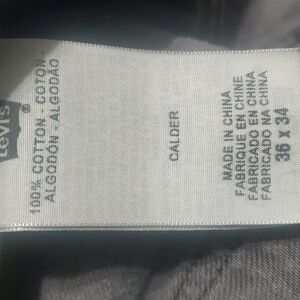 Levi's ®
100% COTTON - COTON -
ALGODÓN - ALGODÃO
CALDER
MADE IN CHINA
FABRIQUE EN CHINE
FABRICADO EN CHINA
FABRICADO NA CHINA
36 X 34